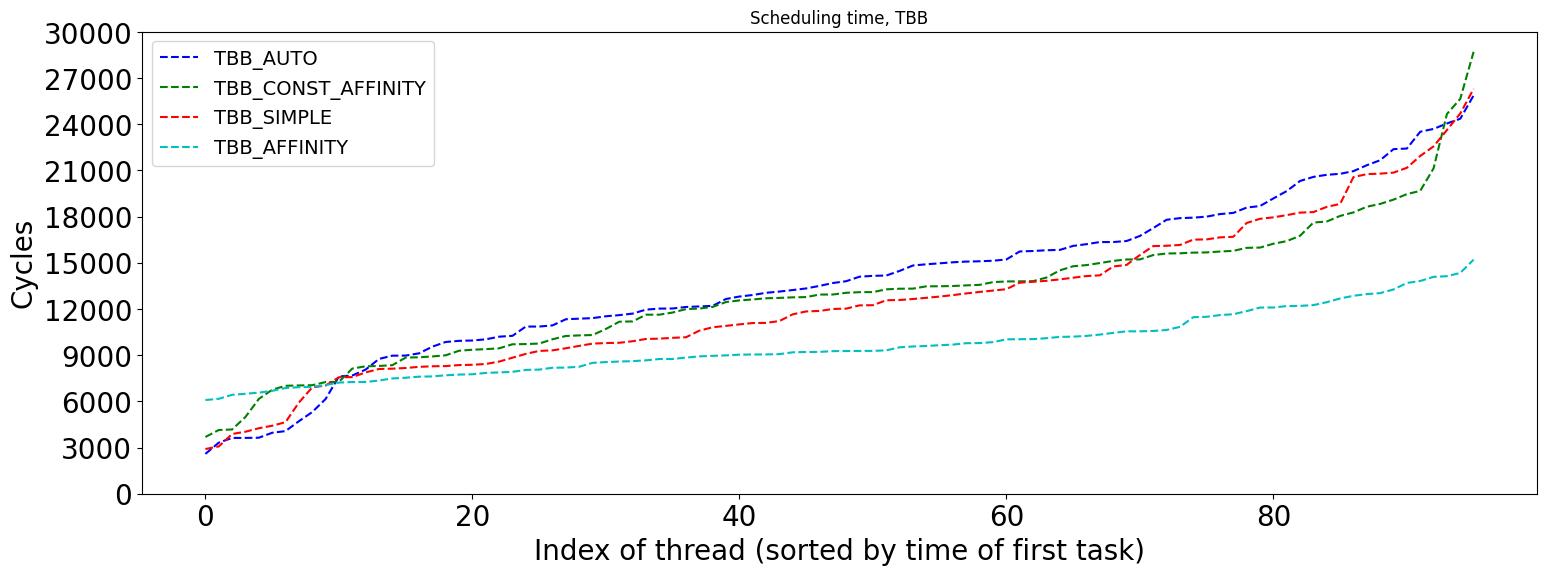 Scheduling time, TBB
30000
27000
24000
21000
18000
15000
12000
9000
6000
3000
0
Cycles
TBB_AUTO
TBB_CONST_AFFINITY
TBB_SIMPLE
TBB_AFFINITY
0 20 40 60 80
Index of thread (sorted by time of first task)